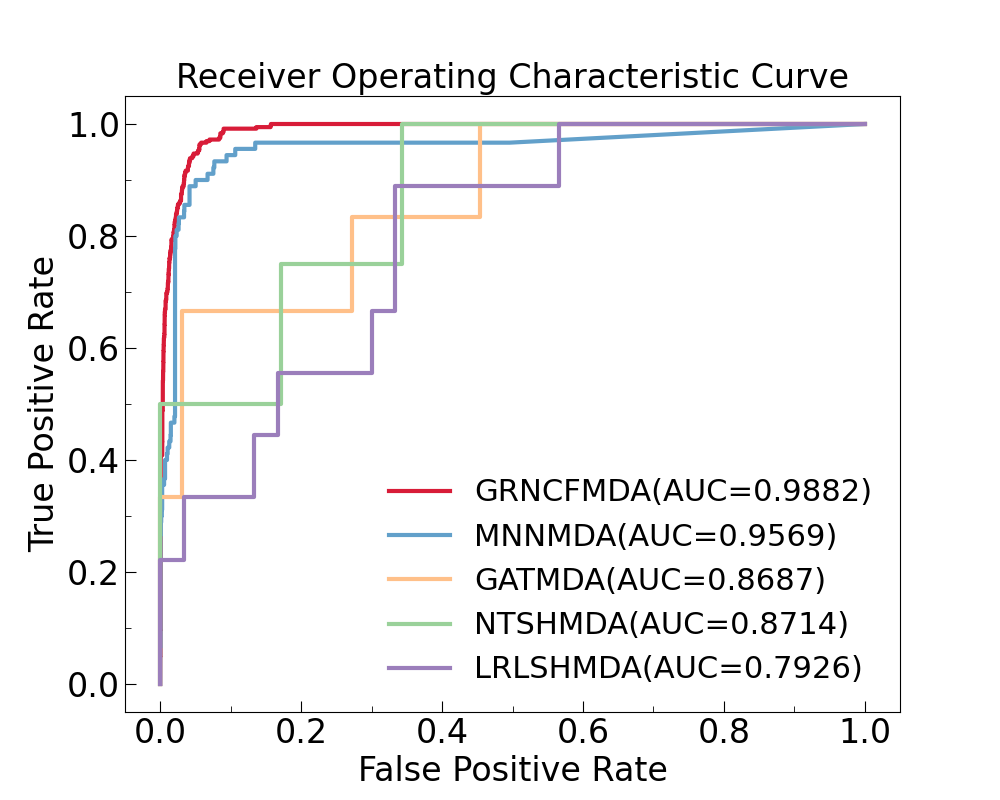 Receiver Operating Characteristic Curve
True Positive Rate
1.0
0.8
0.6
0.4
0.2
0.0
GRNCFMDA(AUC=0.9882)
MNNMDA(AUC=0.9569)
GATMDA(AUC=0.8687)
NTSHMDA(AUC=0.8714)
LRLSHMDA(AUC=0.7926)
0.0 0.2 0.4 0.6 0.8 1.0
False Positive Rate